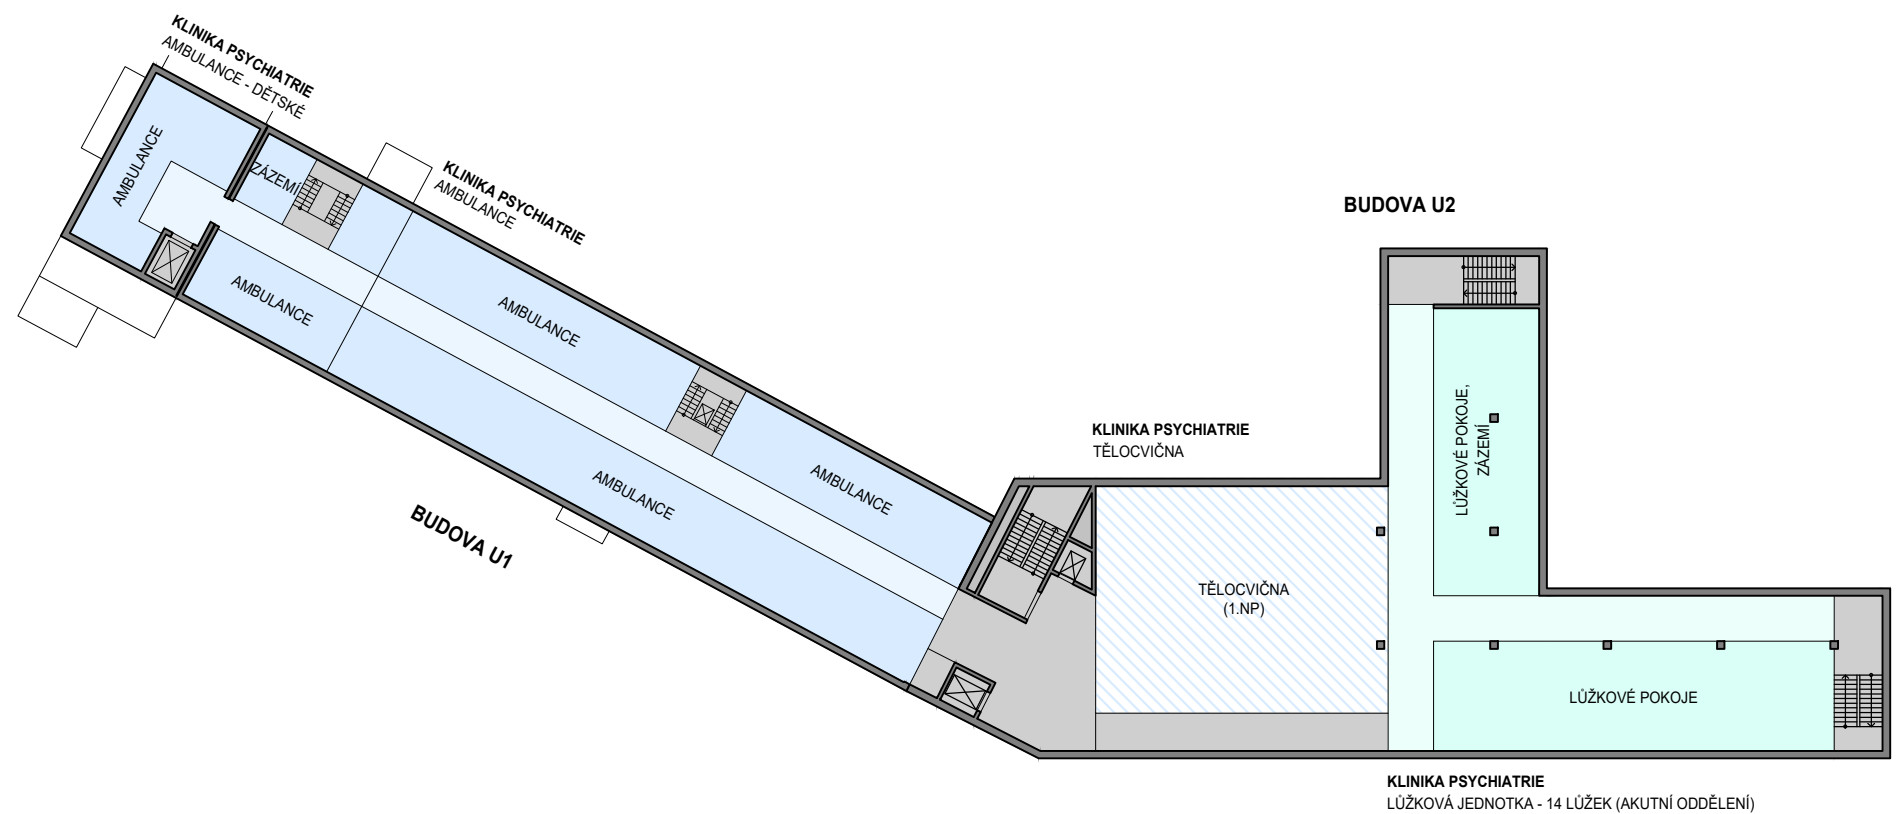 KLINIKA PSYCHIATRIE
AMBULANCE - DĚTSKÉ
AMBULANCE
ZÁZEMÍ
KLINIKA PSYCHIATRIE
AMBULANCE
AMBULANCE
AMBULANCE
AMBULANCE
AMBULANCE
BUDOVA U1
BUDOVA U2
KLINIKA PSYCHIATRIE
TĚLOCVIČNA
TĚLOCVIČNA
(1.NP)
LŮŽKOVÉ POKOJE,
ZÁZEMÍ
LŮŽKOVÉ POKOJE
KLINIKA PSYCHIATRIE
LŮŽKOVÁ JEDNOTKA - 14 LŮŽEK (AKUTNÍ ODDĚLENÍ)